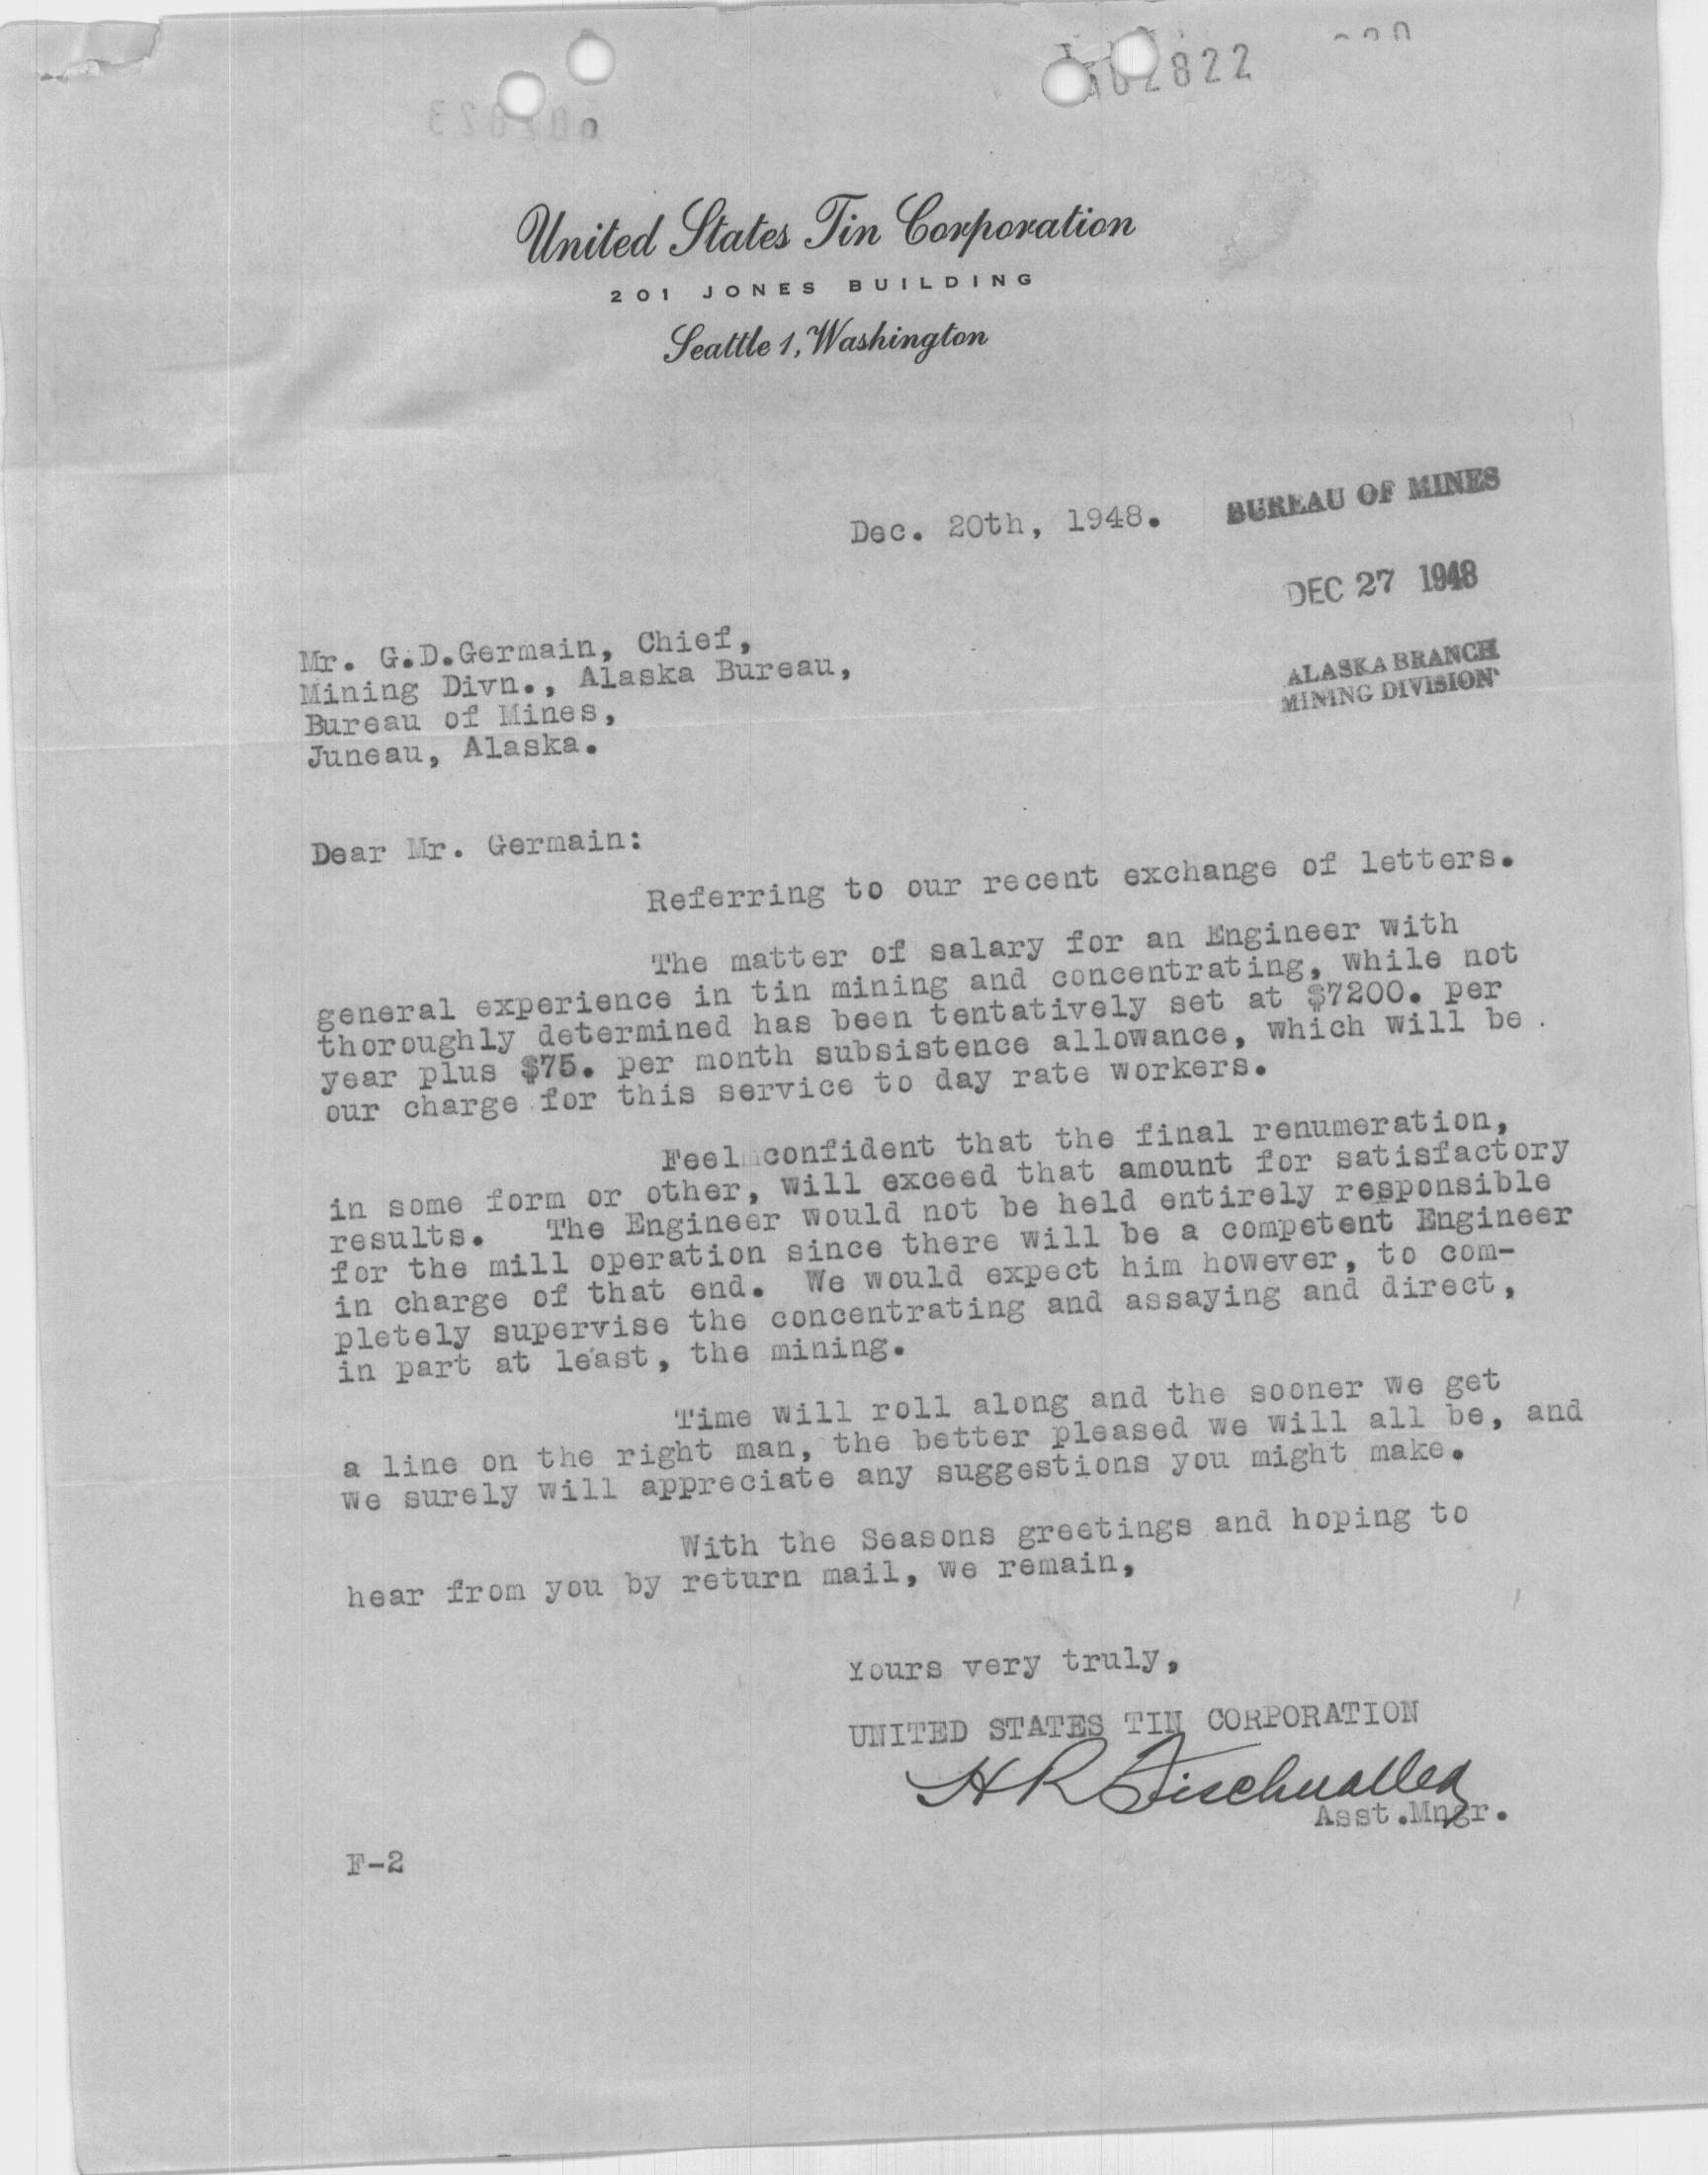 2822
United States Tin Corporation
201 JONES BUILDING
Seattle 1, Washington
Dec. 20th, 1948.
BUREAU OF MINES
DEC 27 1948
ALASKA BRANCH
MINING DIVISION
Mr. G.D.Germain, Chief,
Mining Divn., Alaska Bureau,
Bureau of Mines,
Juneau, Alaska.
Dear Mr. Germain:
Referring to our recent exchange of letters.
The matter of salary for an Engineer with
general experience in tin mining and concentrating, while not
thoroughly determined has been tentatively set at $7200. per
year plus $75. per month subsistence allowance, which will be
our charge for this service to day rate workers.
Feel confident that the final renumeration,
in some form or other, will exceed that amount for satisfactory
results. The Engineer would not be held entirely responsible
for the mill operation since there will be a competent Engineer
in charge of that end. We would expect him however, to com-
pletely supervise the concentrating and assaying and direct,
in part at least, the mining.
Time will roll along and the sooner we get
a line on the right man, the better pleased we will all be, and
we surely will appreciate any suggestions you might make.
With the Seasons greetings and hoping to
hear from you by return mail, we remain,
Yours very truly,
UNITED STATES TIN CORPORATION
H R
Asst.Mngr.
F-2